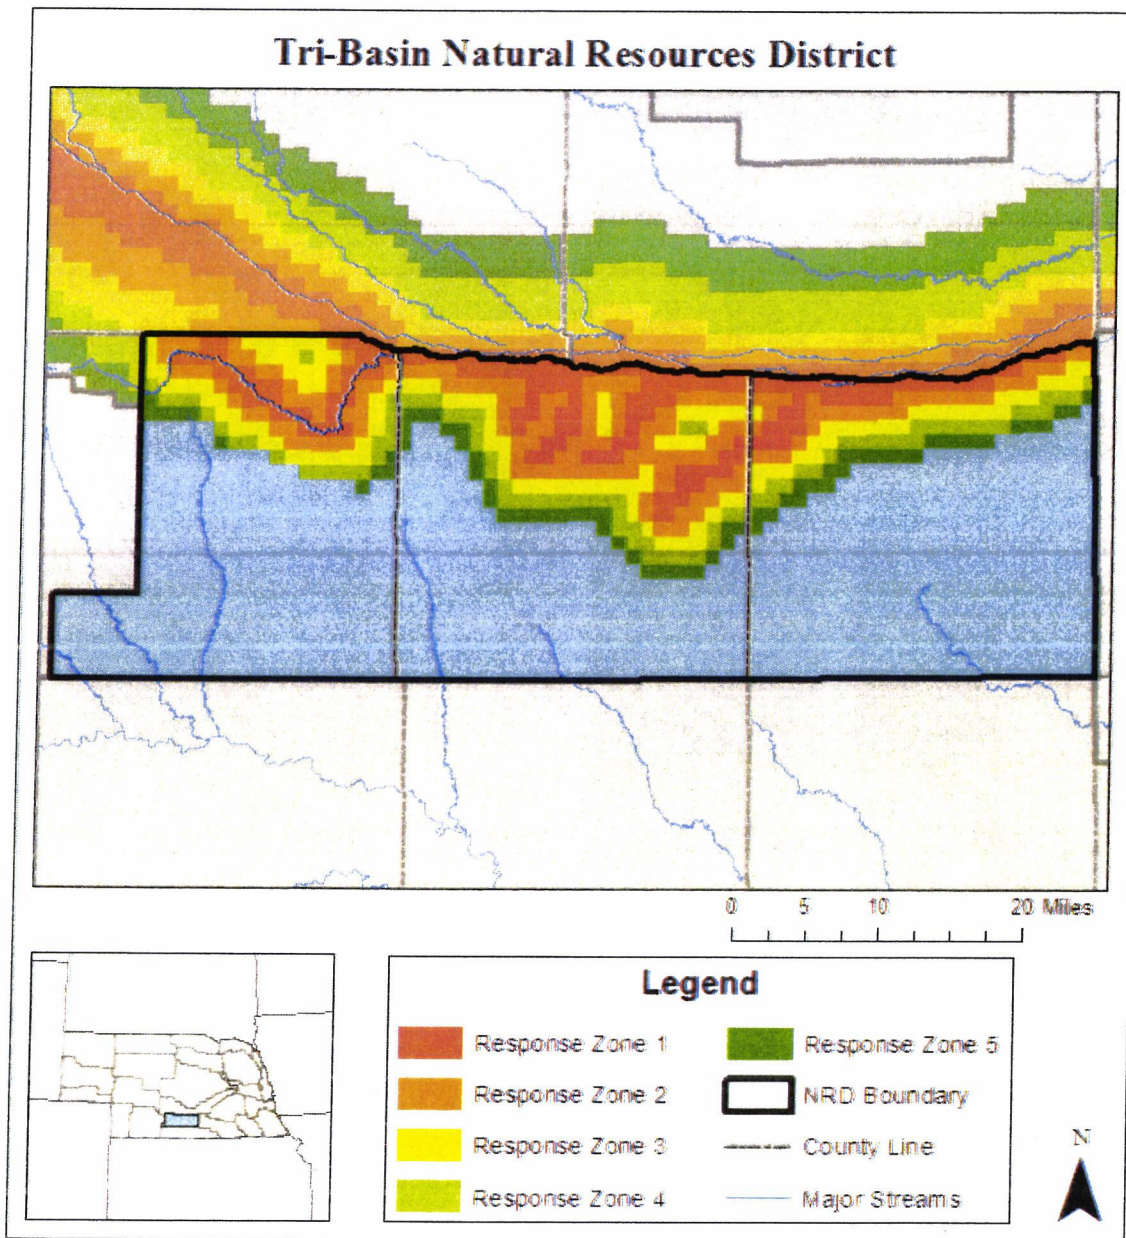 Tri-Basin Natural Resources District
0 5 10 20 Miles
Legend
Response Zone 1
Response Zone 2
Response Zone 3
Response Zone 4
Response Zone 5
NRD Boundary
County Line
Major Streams
N